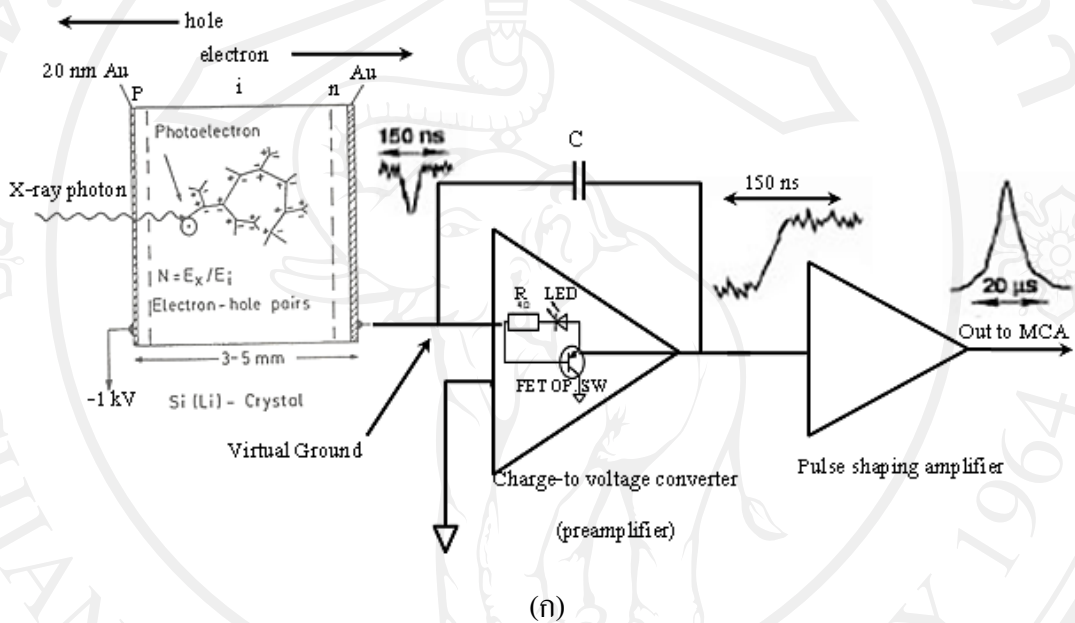 hole
electron
20 nm Au
Au
P
i
n
Photoelectron
X-ray photon
N = Eₓ/Eᵢ
Electron-hole pairs
3-5 mm
-1 kV
Si (Li) - Crystal
150 ns
C
R
LED
FET OP. SW
Virtual Ground
Charge-to voltage converter
(preamplifier)
150 ns
20 µs
Out to MCA
Pulse shaping amplifier
1964
(ก)